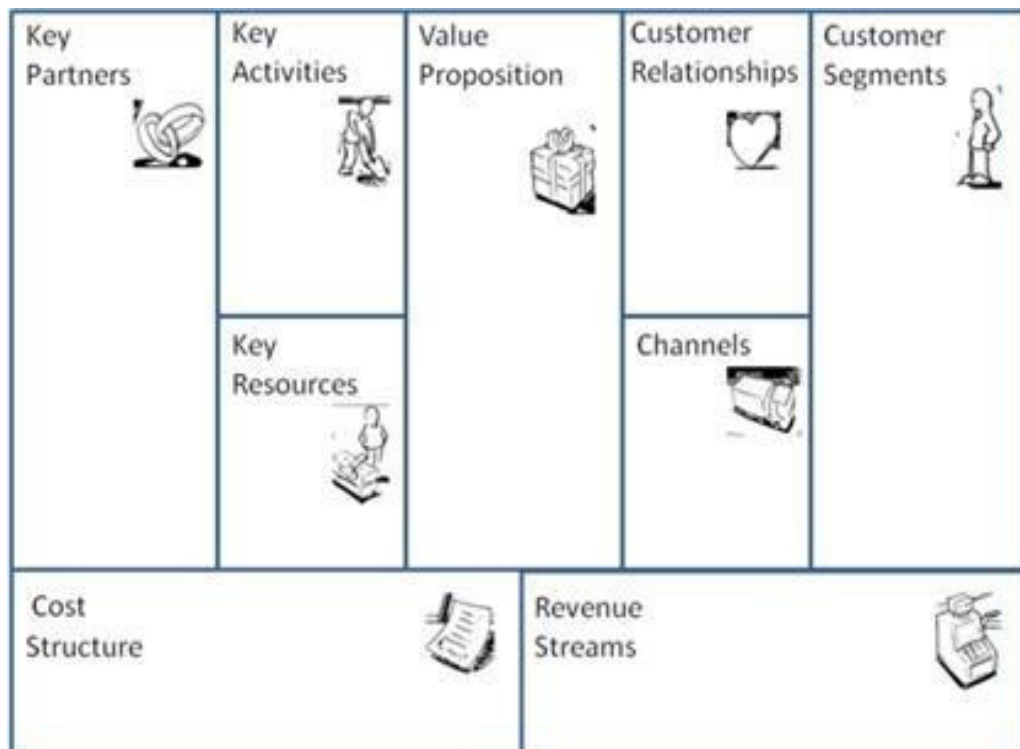 Key
Partners
Key
Activities
Value
Proposition
Customer
Relationships
Customer
Segments
Key
Resources
Channels
Cost
Structure
Revenue
Streams